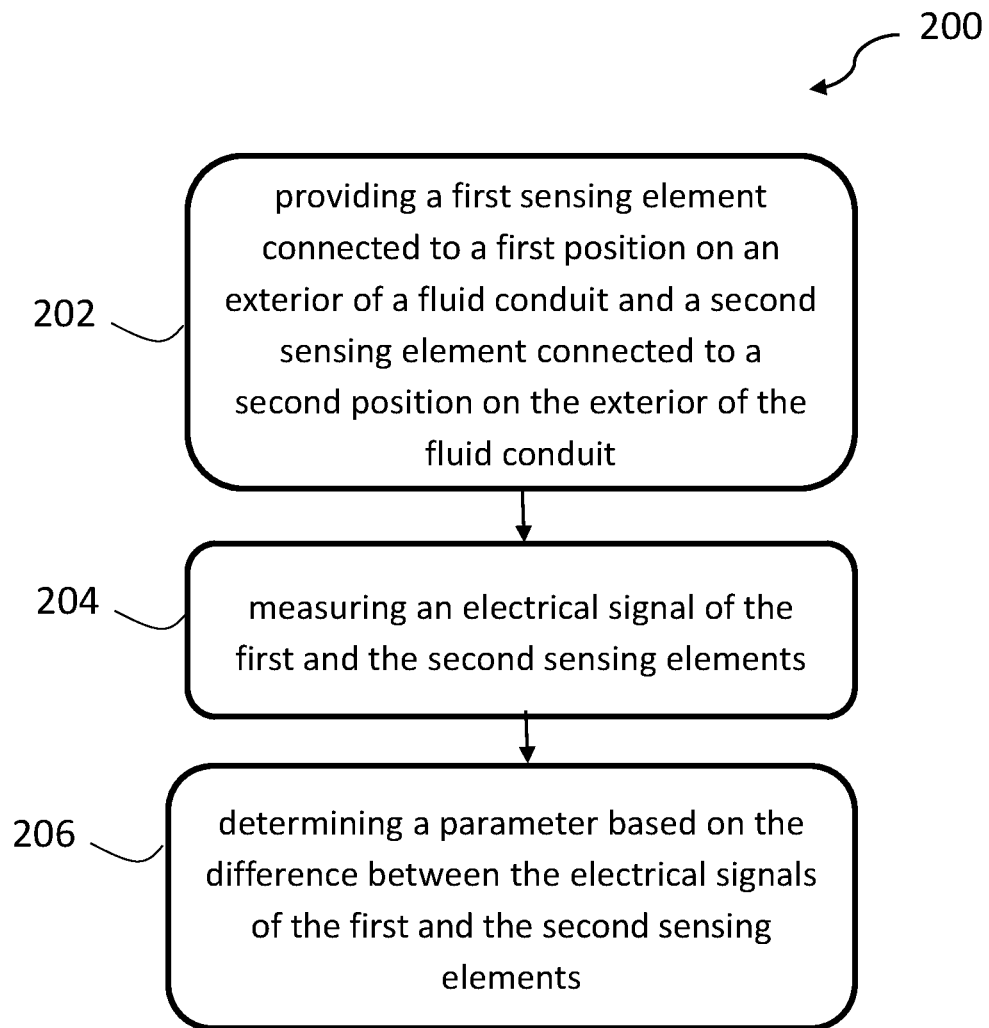 200
202
providing a first sensing element
connected to a first position on an
exterior of a fluid conduit and a second
sensing element connected to a
second position on the exterior of the
fluid conduit
204
measuring an electrical signal of the
first and the second sensing elements
206
determining a parameter based on the
difference between the electrical signals
of the first and the second sensing
elements